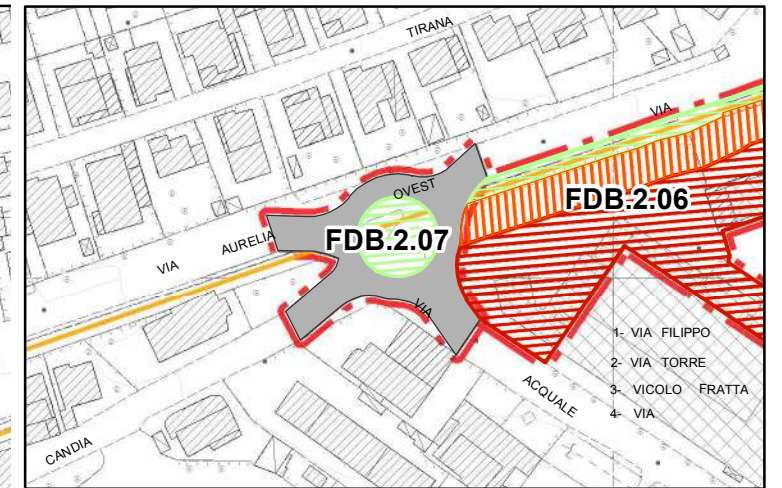 TIRANA
VIA
OVEST
FDB.2.06
FDB.2.07
AURELIA
VIA
VIA
1- VIA FILIPPO
2- VIA TORRE
3- VICOLO FRATTA
4- VIA
ACQUALE
CANDIA